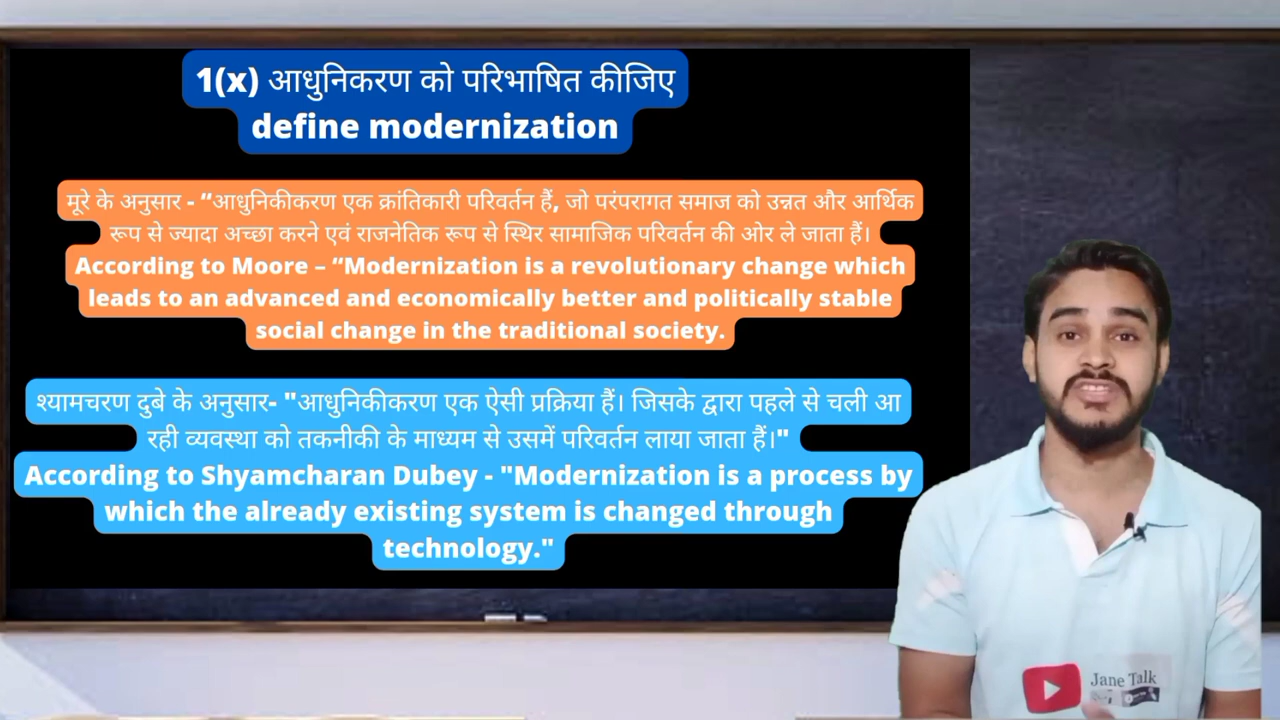 1(x) आधुनिकरण को परिभाषित कीजिए
define modernization
मूरे के अनुसार - “आधुनिकीकरण एक क्रांतिकारी परिवर्तन हैं, जो परंपरागत समाज को उन्नत और आर्थिक
रूप से ज्यादा अच्छा करने एवं राजनेतिक रूप से स्थिर सामाजिक परिवर्तन की ओर ले जाता हैं।
According to Moore – “Modernization is a revolutionary change which
leads to an advanced and economically better and politically stable
social change in the traditional society.
श्यामचरण दुबे के अनुसार- "आधुनिकीकरण एक ऐसी प्रक्रिया हैं। जिसके द्वारा पहले से चली आ
रही व्यवस्था को तकनीकी के माध्यम से उसमें परिवर्तन लाया जाता हैं।"
According to Shyamcharan Dubey - "Modernization is a process by
which the already existing system is changed through
technology."
Jane Talk